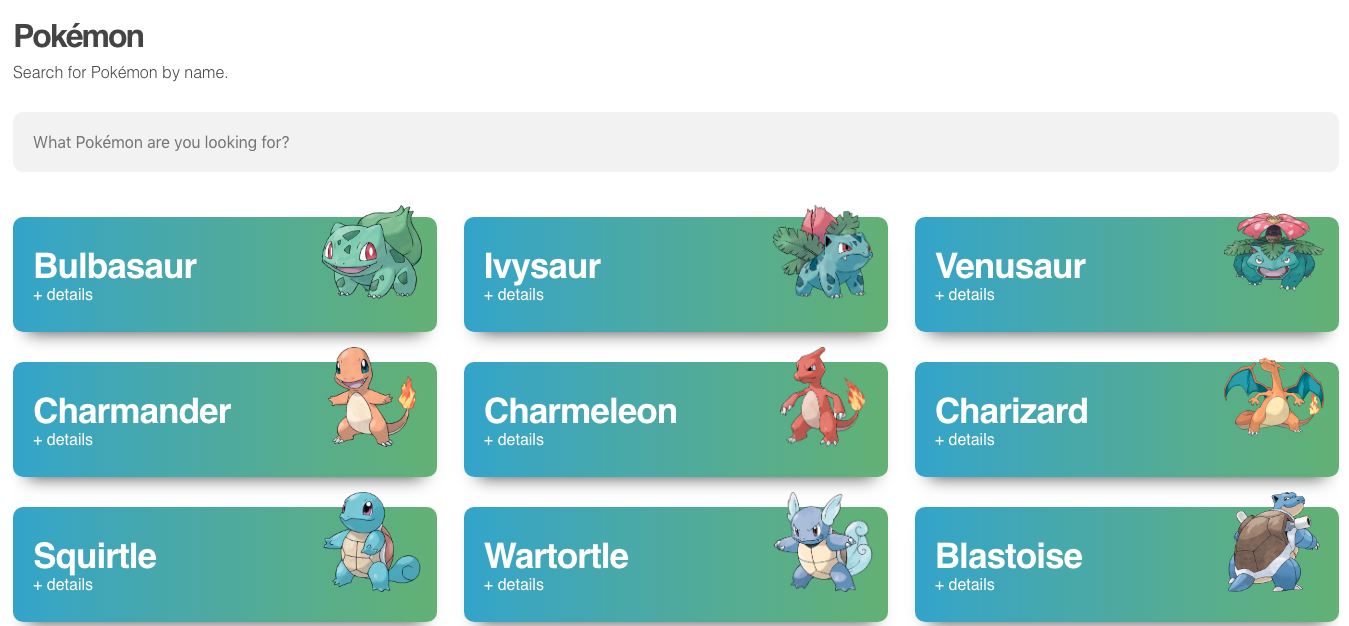 Pokémon
Search for Pokémon by name.
What Pokémon are you looking for?
Bulbasaur
+ details
Ivysaur
+ details
Venusaur
+ details
Charmander
+ details
Charmeleon
+ details
Charizard
+ details
Squirtle
+ details
Wartortle
+ details
Blastoise
+ details